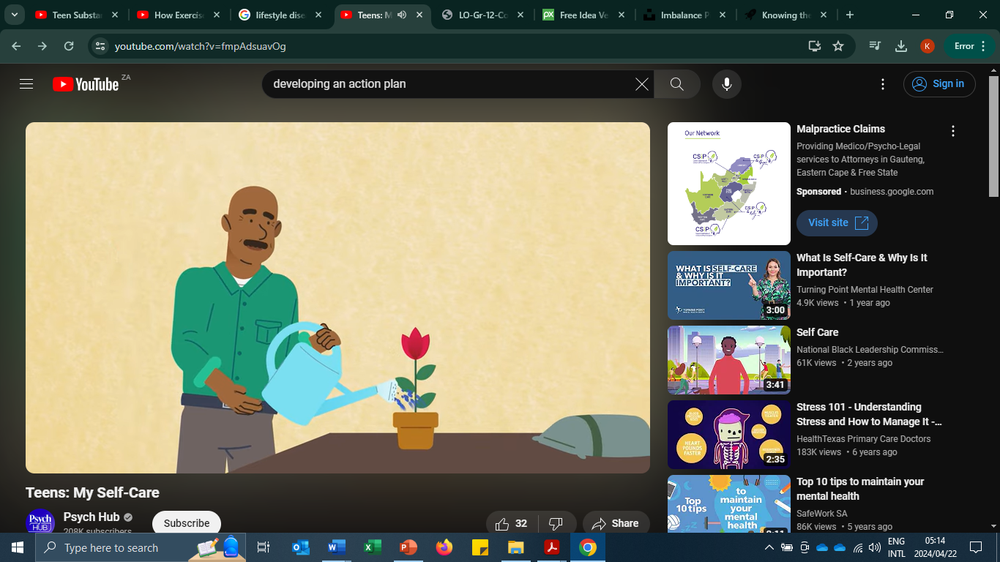 Teen Substa
How Exercis
lifestyle dise
Teens: M
LO-Gr-12-Co
Free Idea Ve
Imbalance P
Knowing the
youtube.com/watch?v=fmpAdsuavOg
K
Error
YouTube ZA
developing an action plan
Sign in
Our Network
CSiP
CSiP
CSiP
CSiP
Malpractice Claims
Providing Medico/Psycho-Legal
services to Attorneys in Gauteng,
Eastern Cape & Free State
Sponsored · business.google.com
Visit site
WHAT IS SELF-CARE
& WHY IS IT
IMPORTANT?
TURNING POINT
3:00
What Is Self-Care & Why Is It
Important?
Turning Point Mental Health Center
4.9K views • 1 year ago
3:41
Self Care
National Black Leadership Commiss...
61K views • 2 years ago
HEART
POUNDS
FASTER
2:35
Stress 101 - Understanding
Stress and How to Manage It -...
HealthTexas Primary Care Doctors
183K views • 6 years ago
Top
10 tips
to
maintain
your
mental
health
Top 10 tips to maintain your
mental health
SafeWork SA
86K views • 5 years ago
Teens: My Self-Care
Psych
HUB
Psych Hub
208K subscribers
Subscribe
32
Share
Type here to search
ENG
INTL
05:14
2024/04/22